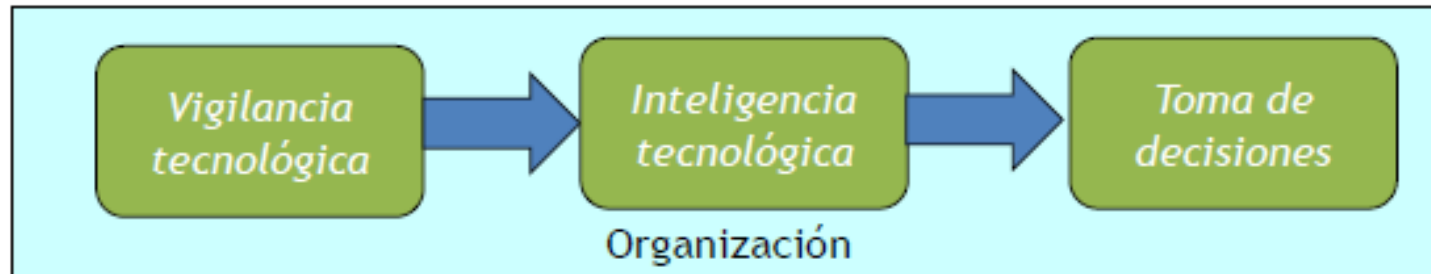 Vigilancia
tecnológica
Inteligencia
tecnológica
Toma de
decisiones
Organización